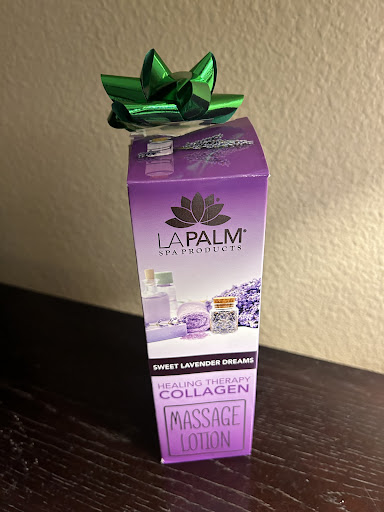 LA PALM®
SPA PRODUCTS
SWEET LAVENDER DREAMS
HEALING THERAPY
COLLAGEN
MASSAGE
LOTION